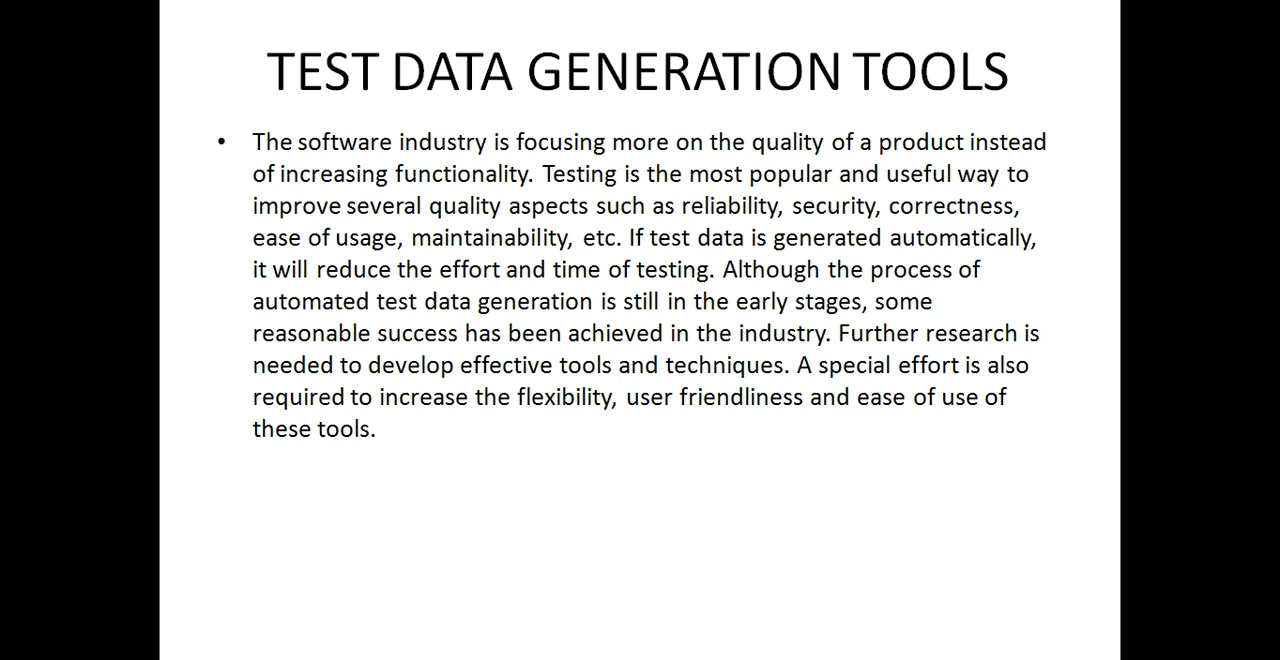 TEST DATA GENERATION TOOLS
• The software industry is focusing more on the quality of a product instead
of increasing functionality. Testing is the most popular and useful way to
improve several quality aspects such as reliability, security, correctness,
ease of usage, maintainability, etc. If test data is generated automatically,
it will reduce the effort and time of testing. Although the process of
automated test data generation is still in the early stages, some
reasonable success has been achieved in the industry. Further research is
needed to develop effective tools and techniques. A special effort is also
required to increase the flexibility, user friendliness and ease of use of
these tools.